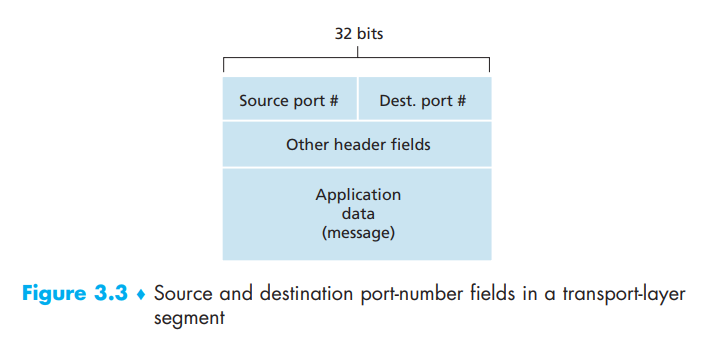 32 bits
Source port #
Dest. port #
Other header fields
Application
data
(message)
Figure 3.3 ♦ Source and destination port-number fields in a transport-layer
segment